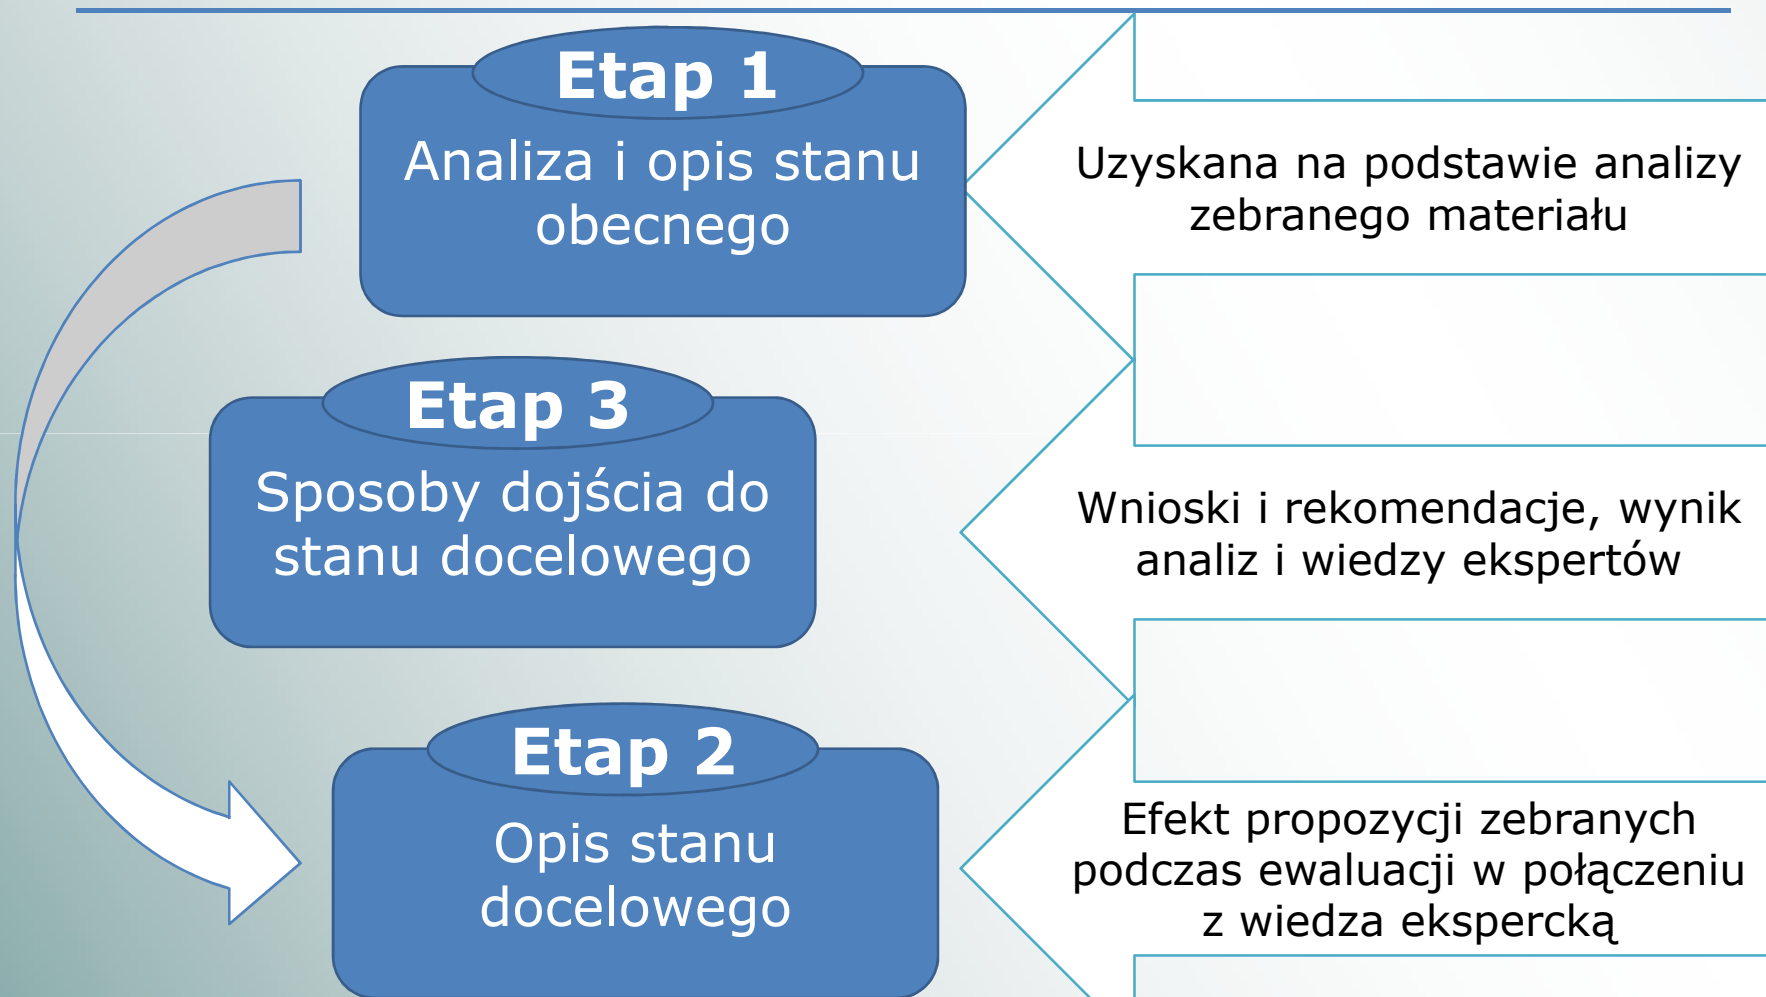 Etap 1
Analiza i opis stanu
obecnego
Uzyskana na podstawie analizy
zebranego materiału
Etap 3
Sposoby dojścia do
stanu docelowego
Wnioski i rekomendacje, wynik
analiz i wiedzy ekspertów
Etap 2
Opis stanu
docelowego
Efekt propozycji zebranych
podczas ewaluacji w połączeniu
z wiedza ekspercką